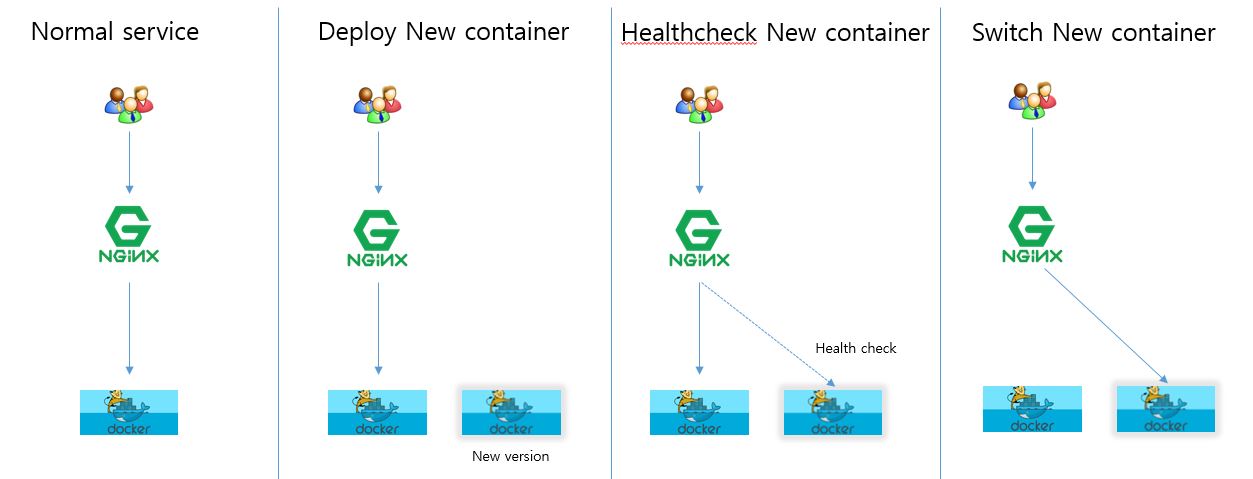 Normal service
Deploy New container
Healthcheck New container
Switch New container
NGiNX
NGiNX
NGiNX
NGiNX
Health check
docker
docker
docker
docker
docker
docker
docker
New version